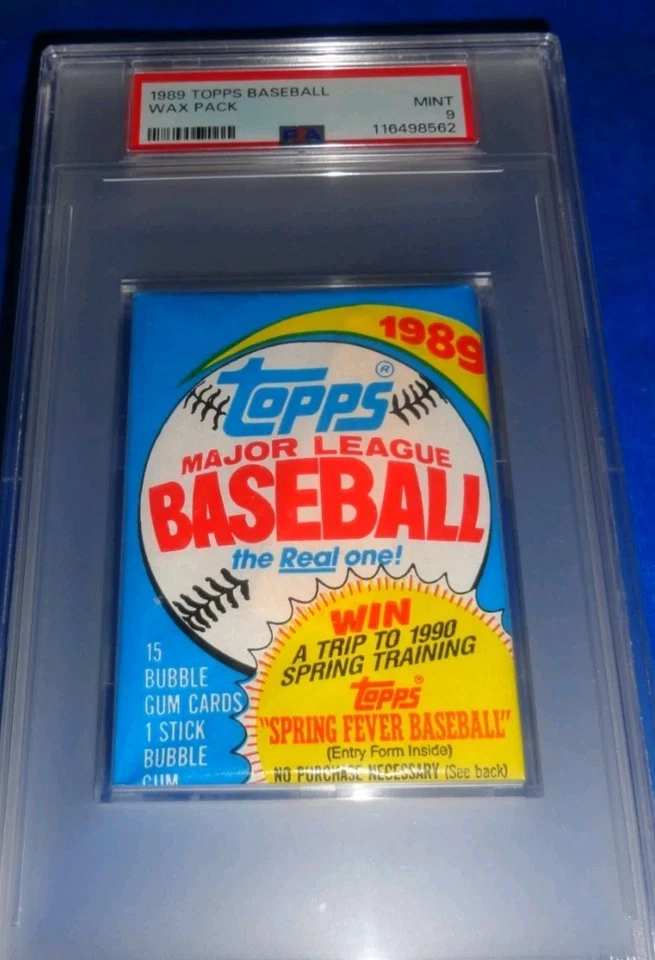 1989 TOPPS BASEBALL
WAX PACK
MINT
9
116498562
PSA
1989
Topps®
MAJOR LEAGUE
BASEBALL
the Real one!
15
BUBBLE
GUM CARDS
1 STICK
BUBBLE
GUM
WIN
A TRIP TO 1990
SPRING TRAINING
Topps®
"SPRING FEVER BASEBALL"
(Entry Form Inside)
NO PURCHASE NECESSARY (See back)